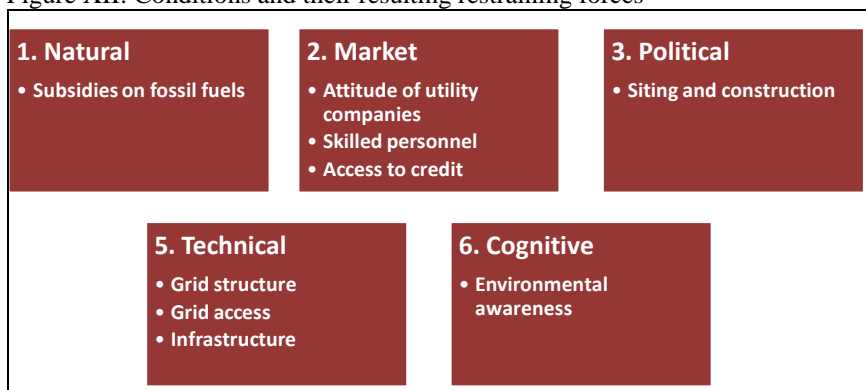 Figure XII: Conditions and their resulting restraining forces
1. Natural
• Subsidies on fossil fuels
2. Market
• Attitude of utility
companies
• Skilled personnel
• Access to credit
3. Political
• Siting and construction
5. Technical
• Grid structure
• Grid access
• Infrastructure
6. Cognitive
• Environmental
awareness